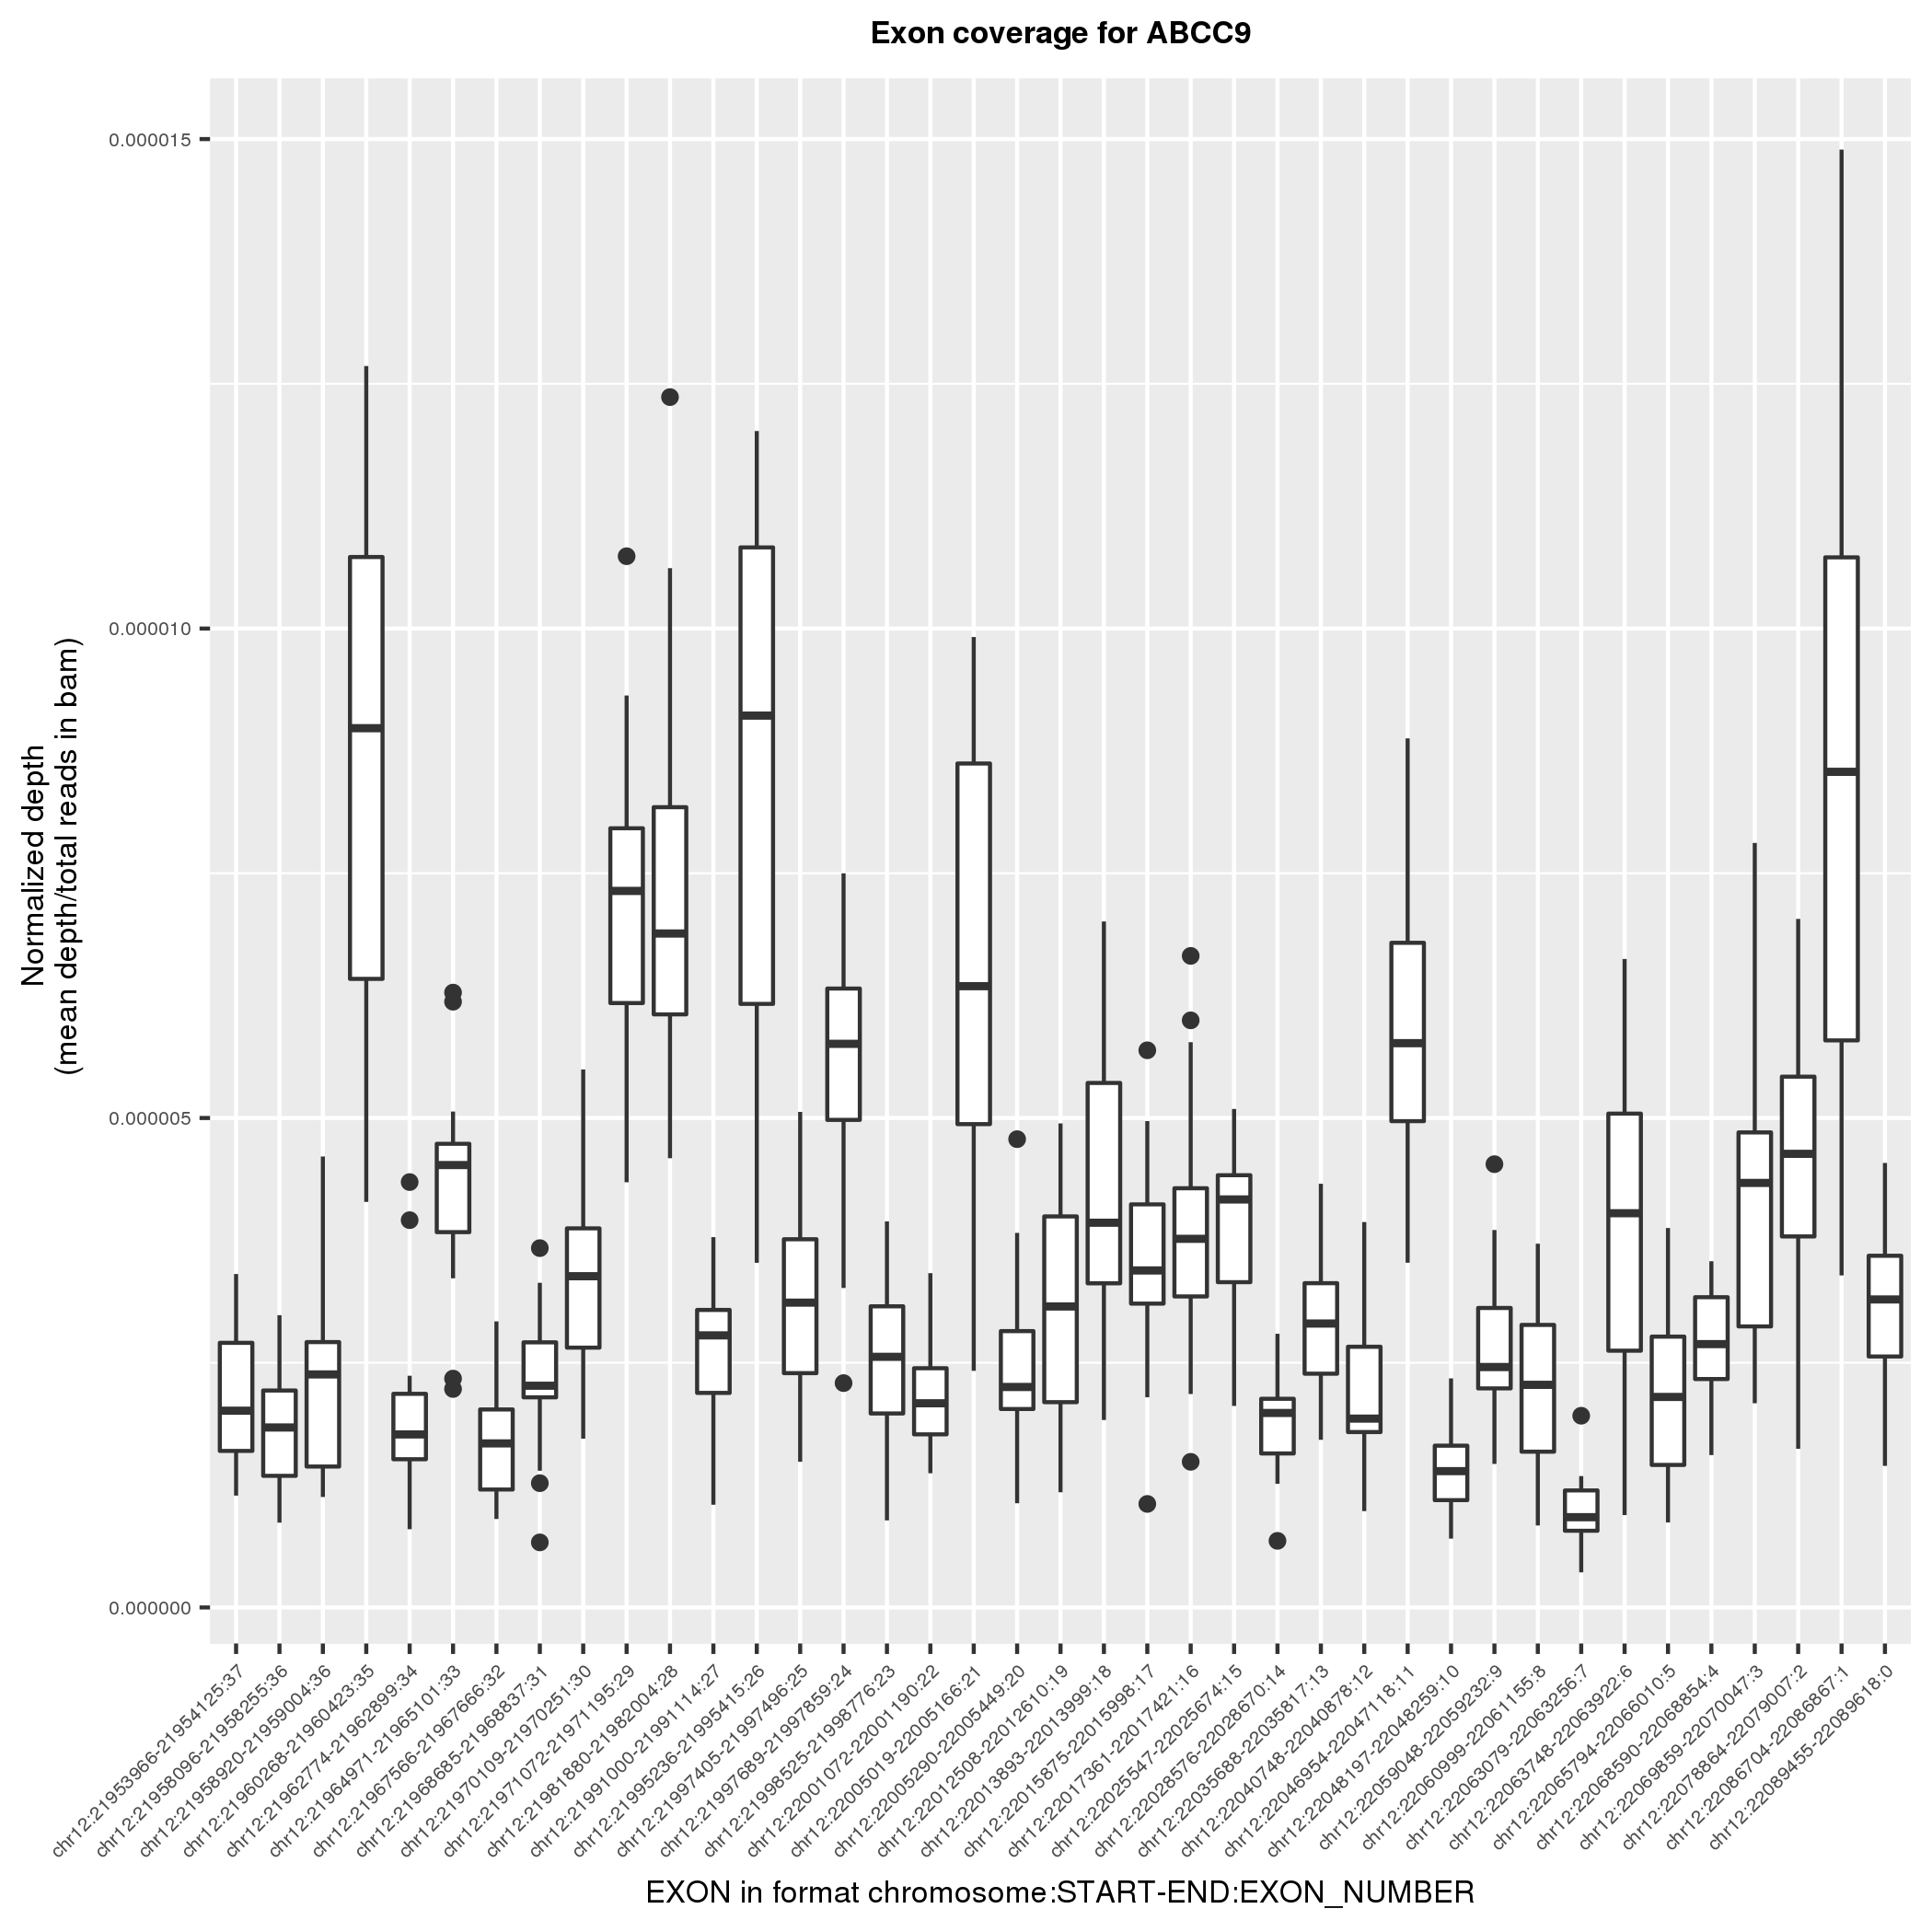 Exon coverage for ABCC9
0.000015
0.000010
0.000005
0.000000
Normalized depth
(mean depth/total reads in bam)
chr12:21953966-21954125:37
chr12:21958096-21958255:36
chr12:21958920-21959004:36
chr12:21960268-21960423:35
chr12:21962774-21962899:34
chr12:21964971-21965101:33
chr12:21967566-21967666:32
chr12:21968685-21968837:31
chr12:21970109-21970251:30
chr12:21971072-21971195:29
chr12:21981880-21982004:28
chr12:21991000-21991114:27
chr12:21995236-21995415:26
chr12:21997405-21997496:25
chr12:21997689-21997859:24
chr12:21998525-21998776:23
chr12:22001072-22001190:22
chr12:22005019-22005166:21
chr12:22005290-22005449:20
chr12:22012508-22012610:19
chr12:22013893-22013999:18
chr12:22015875-22015998:17
chr12:22017361-22017421:16
chr12:22025547-22025674:15
chr12:22028576-22028670:14
chr12:22035688-22035817:13
chr12:22040748-22040878:12
chr12:22046954-22047118:11
chr12:22048197-22048259:10
chr12:22059048-22059232:9
chr12:22060999-22061155:8
chr12:22063079-22063256:7
chr12:22063748-22063922:6
chr12:22065794-22066010:5
chr12:22068590-22068854:4
chr12:22069859-22070047:3
chr12:22078864-22079007:2
chr12:22086704-22086867:1
chr12:22089455-22089618:0
EXON in format chromosome:START-END:EXON_NUMBER